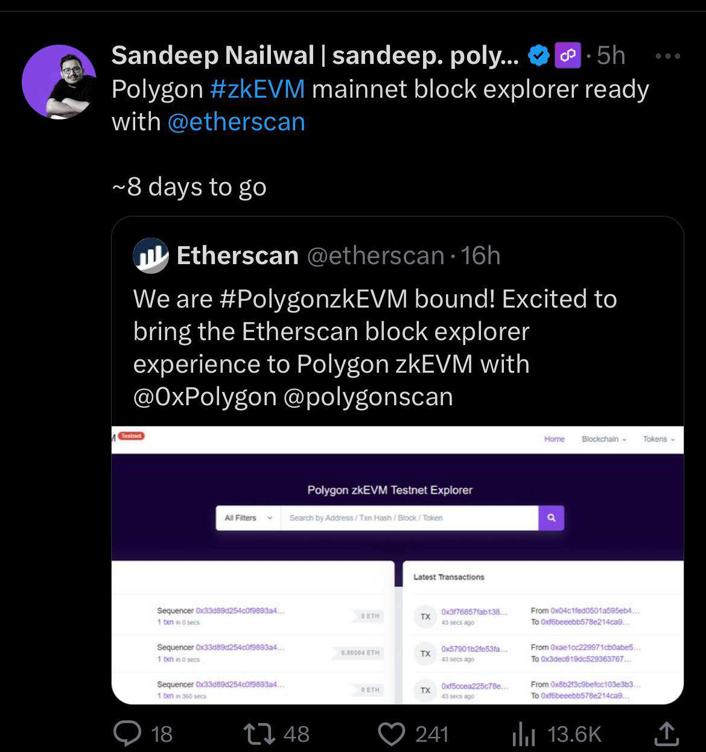 Sandeep Nailwal | sandeep. poly... · 5h
Polygon #zkEVM mainnet block explorer ready
with @etherscan
~8 days to go
Etherscan @etherscan · 16h
We are #PolygonzkEVM bound! Excited to
bring the Etherscan block explorer
experience to Polygon zkEVM with
@0xPolygon @polygonscan
M Testnet
Home Blockchain Tokens
Polygon zkEVM Testnet Explorer
All Filters Search by Address / Txn Hash / Block / Token
Latest Transactions
Sequencer 0x33d89d254c0f9893a4...
1 txn in 0 secs
0 ETH
TX 0x3f76857fab138... From 0x04c1fed0501a595eb4...
43 secs ago To 0xf6beeebb578e214ca9...
Sequencer 0x33d89d254c0f9893a4...
1 txn in 0 secs
0.00004 ETH
TX 0x57901b2fe53fa... From 0xae1cc229971cb0abe5...
43 secs ago To 0x3dec619dc529363767...
Sequencer 0x33d89d254c0f9893a4...
1 txn in 360 secs
0 ETH
TX 0xf5ccea225c78e... From 0x8b2f3c9befcc103e3b3...
43 secs ago To 0xf6beeebb578e214ca9...
18 48 241 13.6K